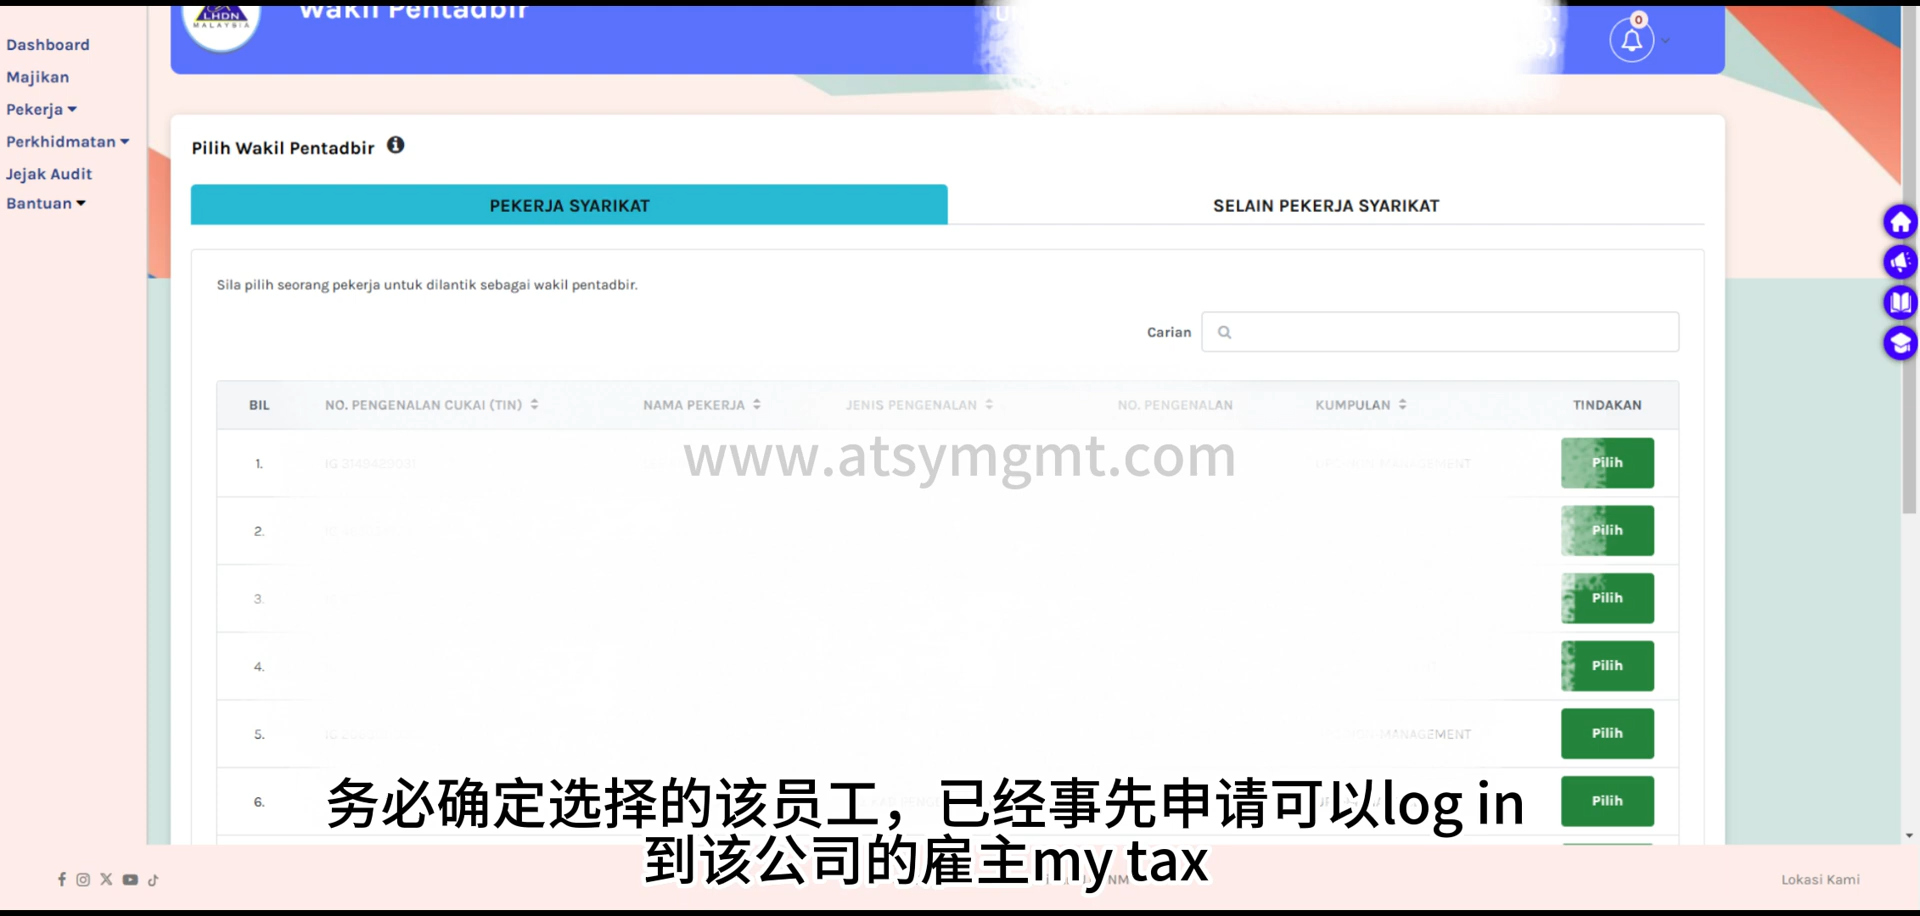 LHDN
MALAYSIA
Wakil Pentadbir
0
Dashboard
Majikan
Pekerja
Perkhidmatan
Jejak Audit
Bantuan
Pilih Wakil Pentadbir
PEKERJA SYARIKAT
SELAIN PEKERJA SYARIKAT
Sila pilih seorang pekerja untuk dilantik sebagai wakil pentadbir.
Carian
BIL NO. PENGENALAN CUKAI (TIN) NAMA PEKERJA JENIS PENGENALAN NO. PENGENALAN KUMPULAN TINDAKAN
1. Pilih
www.atsymgmt.com
2. Pilih
3. Pilih
4. Pilih
5. MANAGEMENT Pilih
6. Pilih
务必确定选择的该员工，已经事先申请可以log in
到该公司的雇主my tax
Lokasi Kami